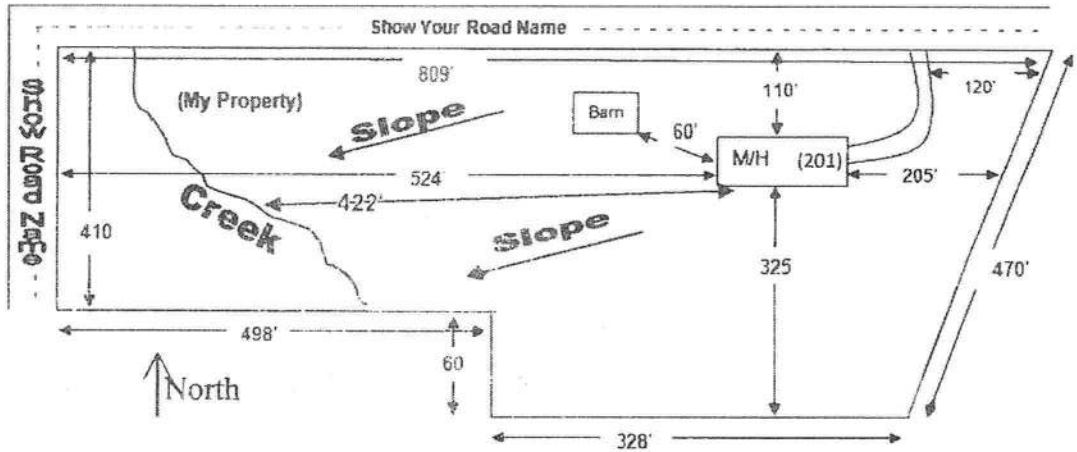 Show Your Road Name
Show Road Name
809'
(My Property)
110'
120'
Barn
Slope
60'
M/H (201)
524
205'
422'
Creek
410
Slope
325
470'
498'
60
North
328'